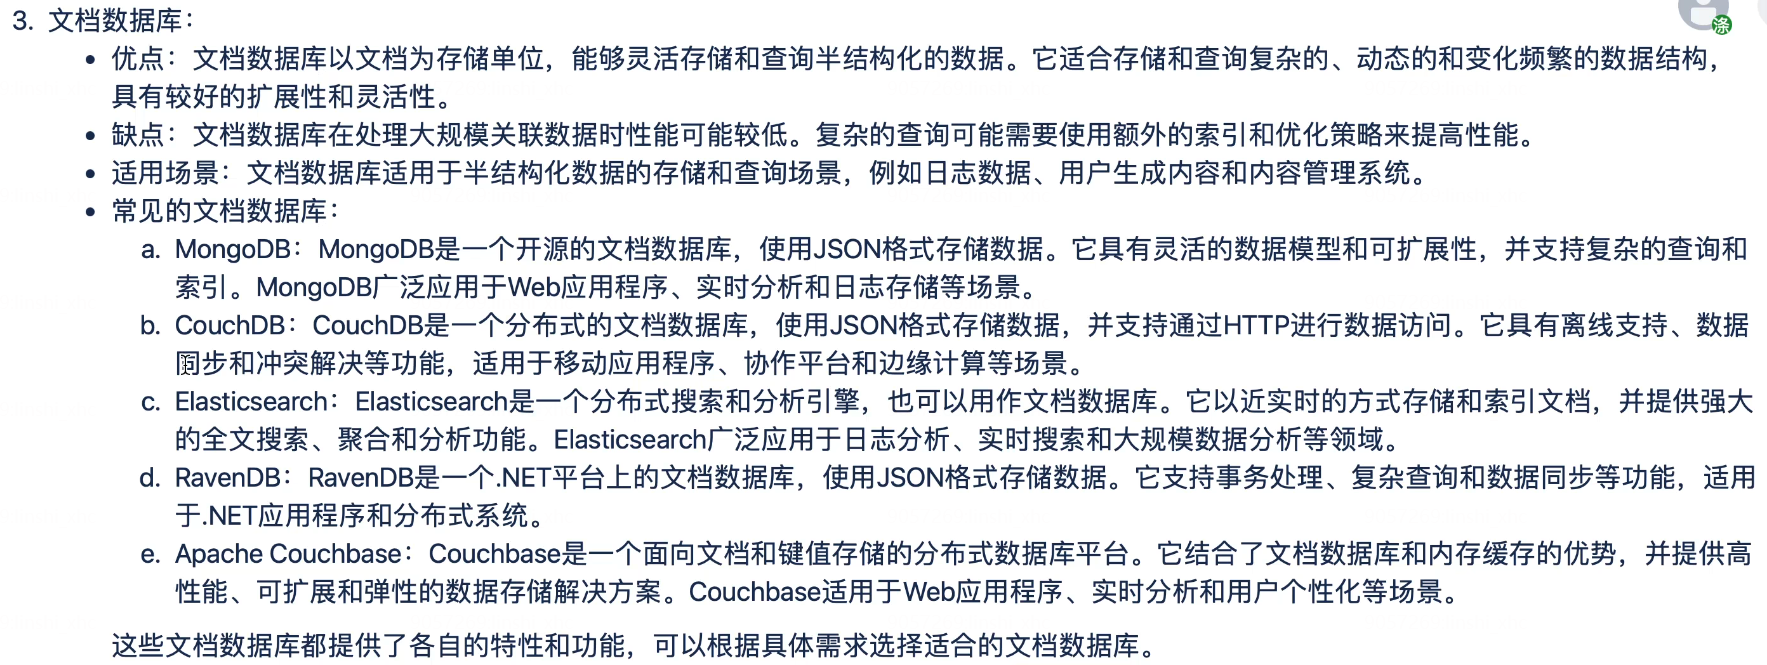 3. 文档数据库：
涤
• 优点：文档数据库以文档为存储单位，能够灵活存储和查询半结构化的数据。它适合存储和查询复杂的、动态的和变化频繁的数据结构，
具有较好的扩展性和灵活性。
• 缺点：文档数据库在处理大规模关联数据时性能可能较低。复杂的查询可能需要使用额外的索引和优化策略来提高性能。
• 适用场景：文档数据库适用于半结构化数据的存储和查询场景，例如日志数据、用户生成内容和内容管理系统。
• 常见的文档数据库：
a. MongoDB：MongoDB是一个开源的文档数据库，使用JSON格式存储数据。它具有灵活的数据模型和可扩展性，并支持复杂的查询和
索引。MongoDB广泛应用于Web应用程序、实时分析和日志存储等场景。
b. CouchDB：CouchDB是一个分布式的文档数据库，使用JSON格式存储数据，并支持通过HTTP进行数据访问。它具有离线支持、数据
同步和冲突解决等功能，适用于移动应用程序、协作平台和边缘计算等场景。
c. Elasticsearch：Elasticsearch是一个分布式搜索和分析引擎，也可以用作文档数据库。它以近实时的方式存储和索引文档，并提供强大
的全文搜索、聚合和分析功能。Elasticsearch广泛应用于日志分析、实时搜索和大规模数据分析等领域。
d. RavenDB：RavenDB是一个.NET平台上的文档数据库，使用JSON格式存储数据。它支持事务处理、复杂查询和数据同步等功能，适用
于.NET应用程序和分布式系统。
e. Apache Couchbase：Couchbase是一个面向文档和键值存储的分布式数据库平台。它结合了文档数据库和内存缓存的优势，并提供高
性能、可扩展和弹性的数据存储解决方案。Couchbase适用于Web应用程序、实时分析和用户个性化等场景。
这些文档数据库都提供了各自的特性和功能，可以根据具体需求选择适合的文档数据库。